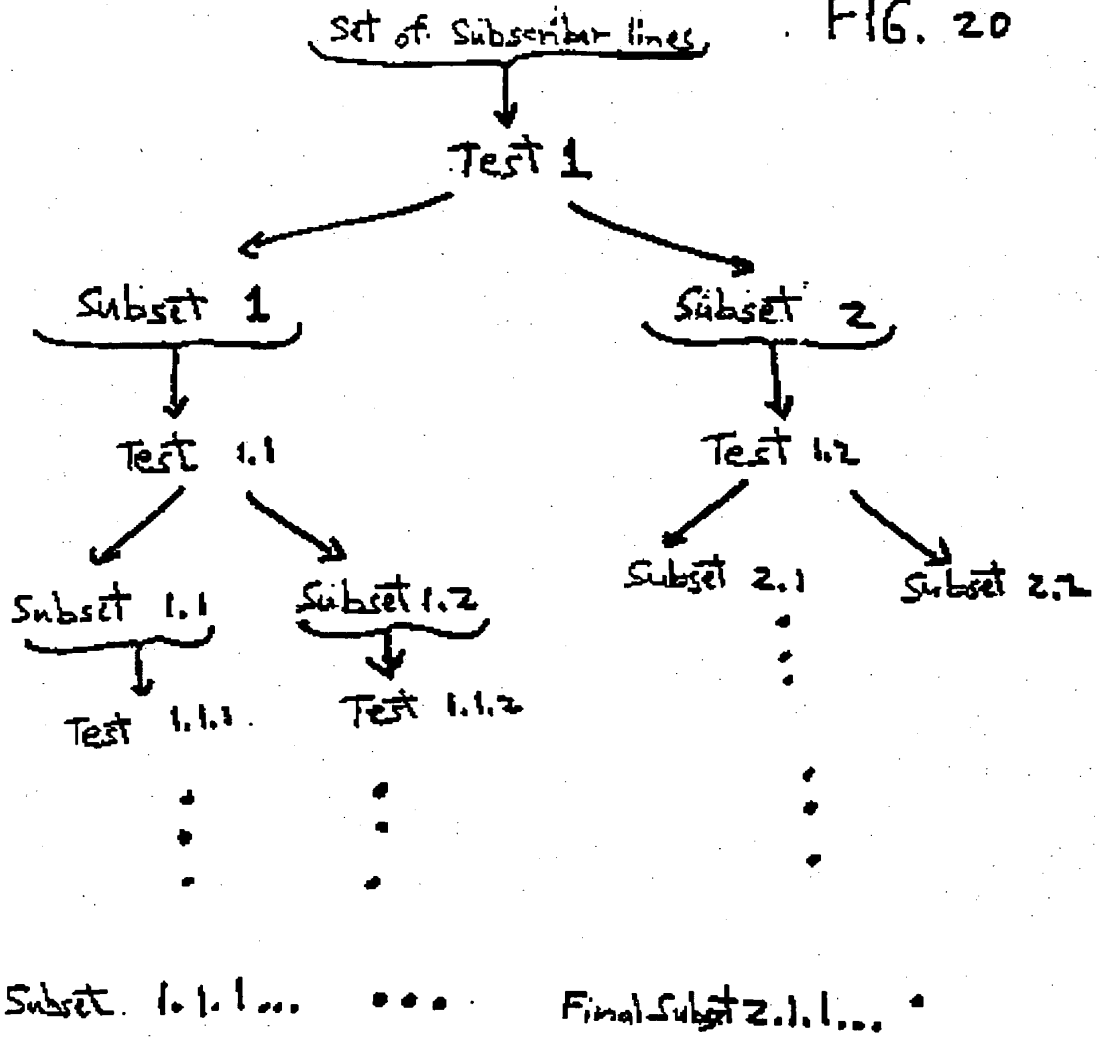 FIG. 20
Set of Subscriber lines
Test 1
Subset 1
Subset 2
Test 1.1
Test 1.2
Subset 1.1
Subset 1.2
Subset 2.1
Subset 2.2
Test 1.1.1
Test 1.1.2
Subset 1.1.1... ...
Final Subset 2.1.1...